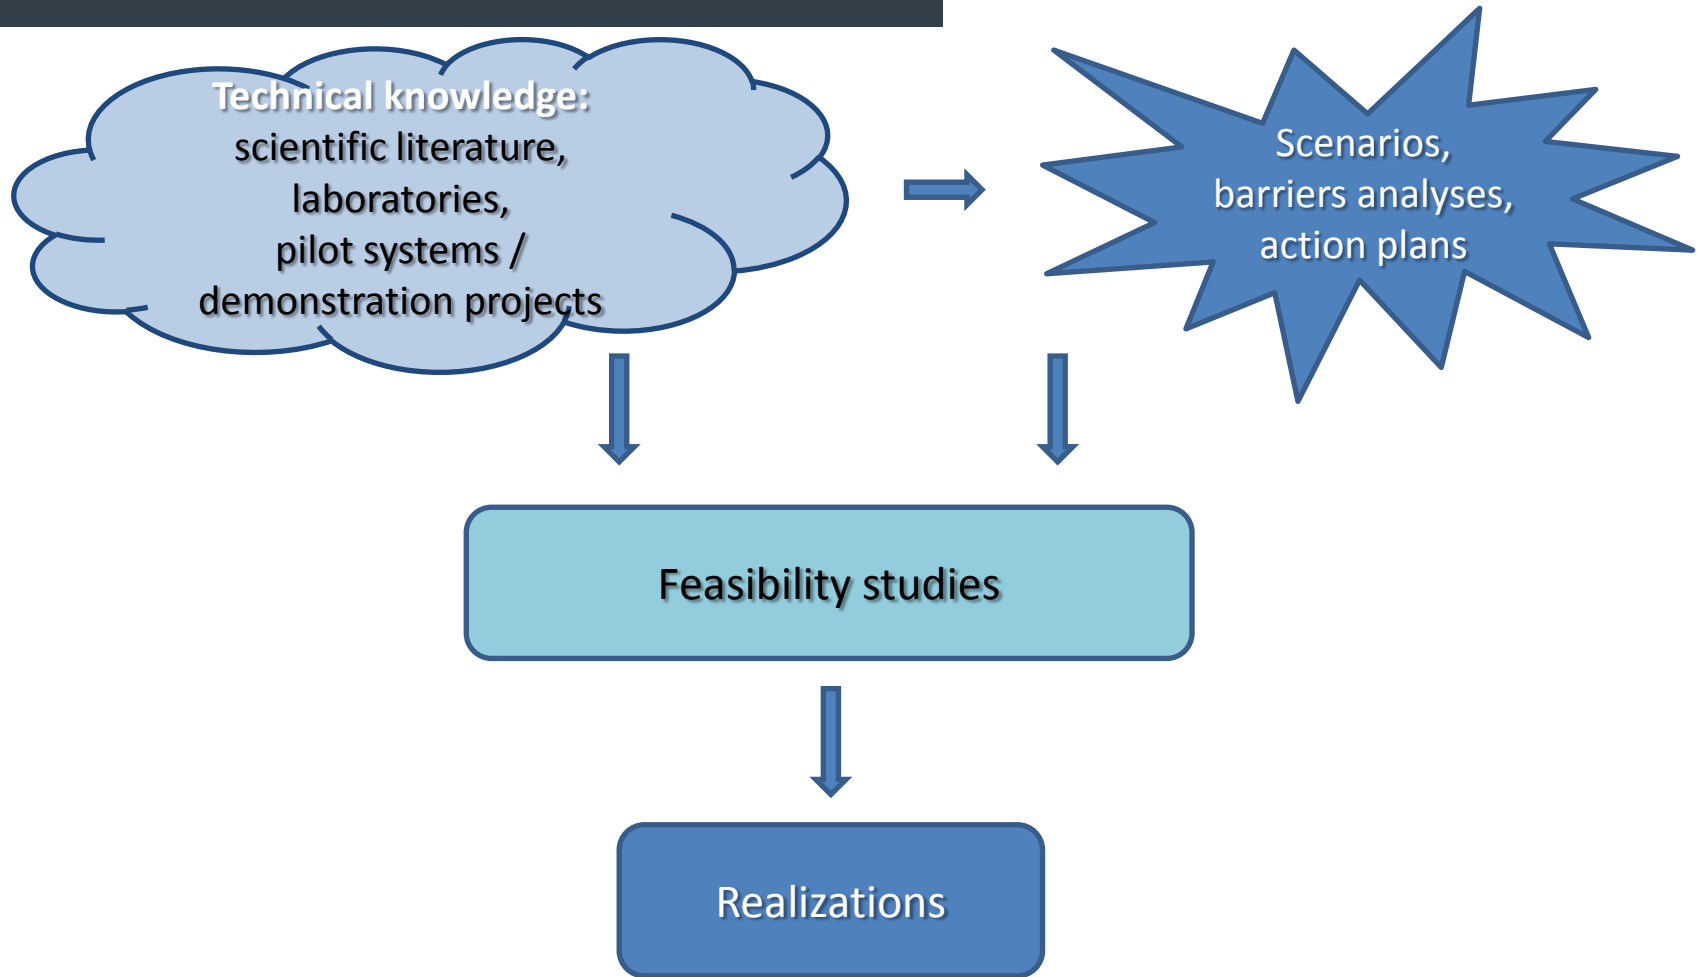 Technical knowledge:
scientific literature,
laboratories,
pilot systems /
demonstration projects
Scenarios,
barriers analyses,
action plans
Feasibility studies
Realizations